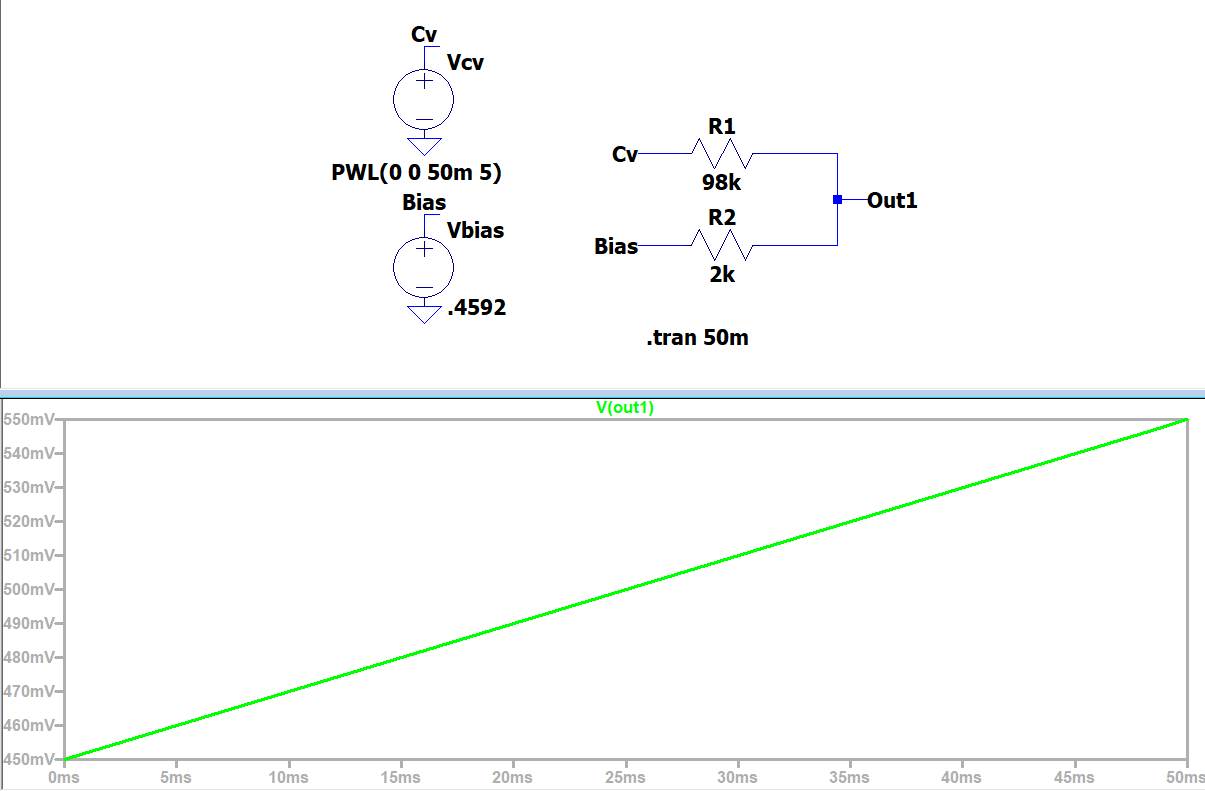 Cv
Vcv
PWL(0 0 50m 5)
Bias
Vbias
.4592
R1
Cv
98k
Out1
R2
Bias
2k
.tran 50m
V(out1)
550mV
540mV
530mV
520mV
510mV
500mV
490mV
480mV
470mV
460mV
450mV
0ms 5ms 10ms 15ms 20ms 25ms 30ms 35ms 40ms 45ms 50ms